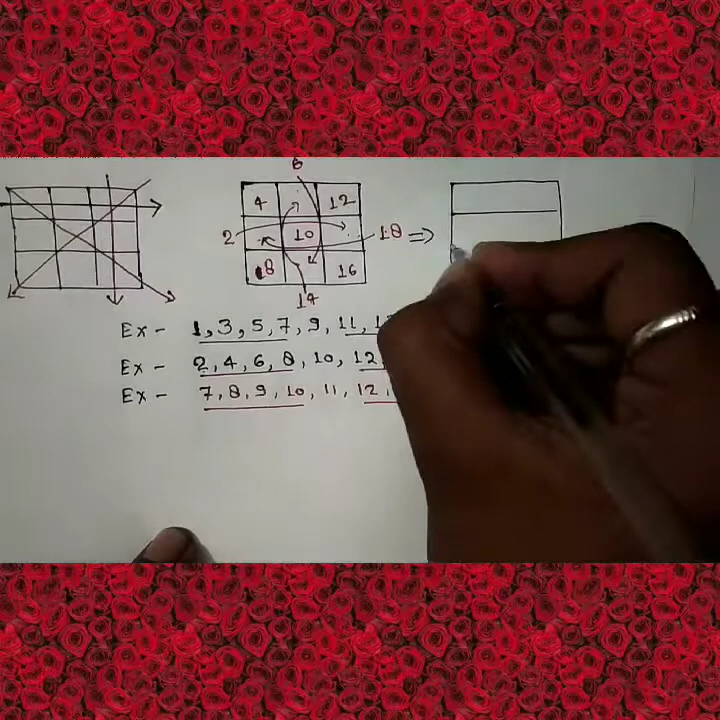 6
4 12
2 10 18 ⇒
8 16
14
Ex - 1, 3, 5, 7, 9, 11,
Ex - 2, 4, 6, 8, 10, 12,
Ex - 7, 8, 9, 10, 11, 12,